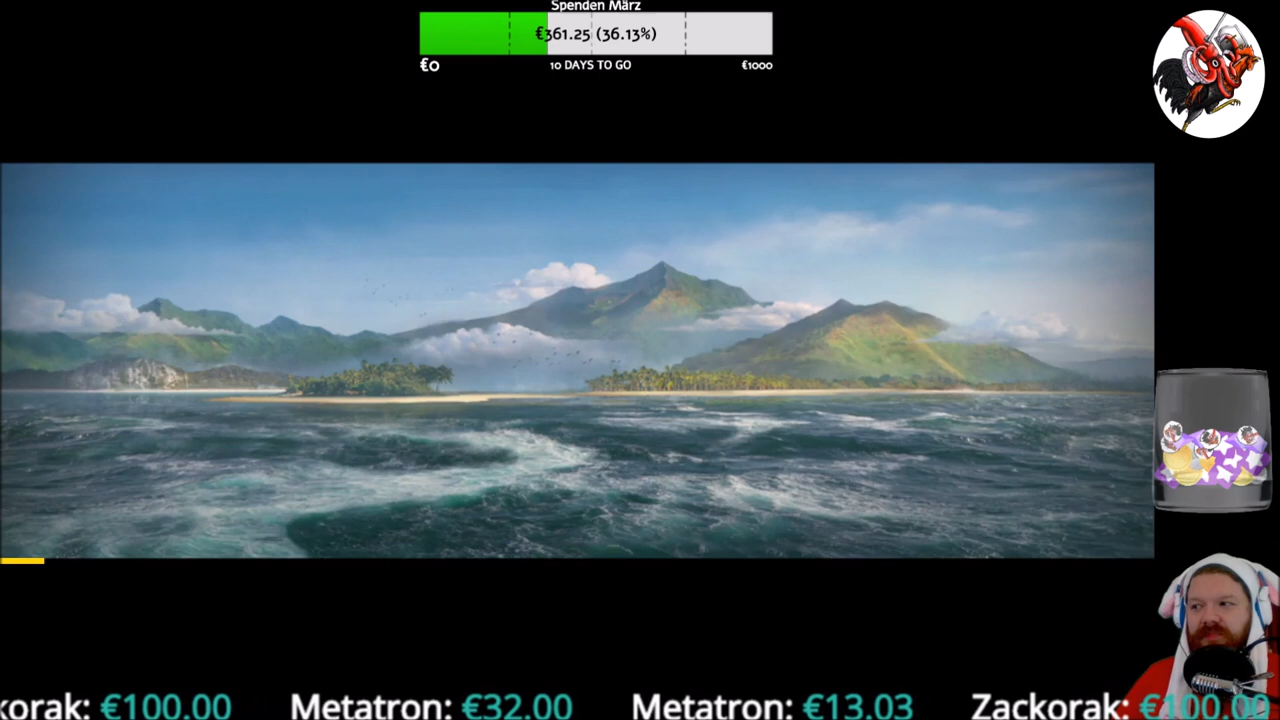 Spenden März
€361.25 (36.13%)
€0 10 DAYS TO GO €1000
korak: €100.00 Metatron: €32.00 Metatron: €13.03 Zackorak: €100.00